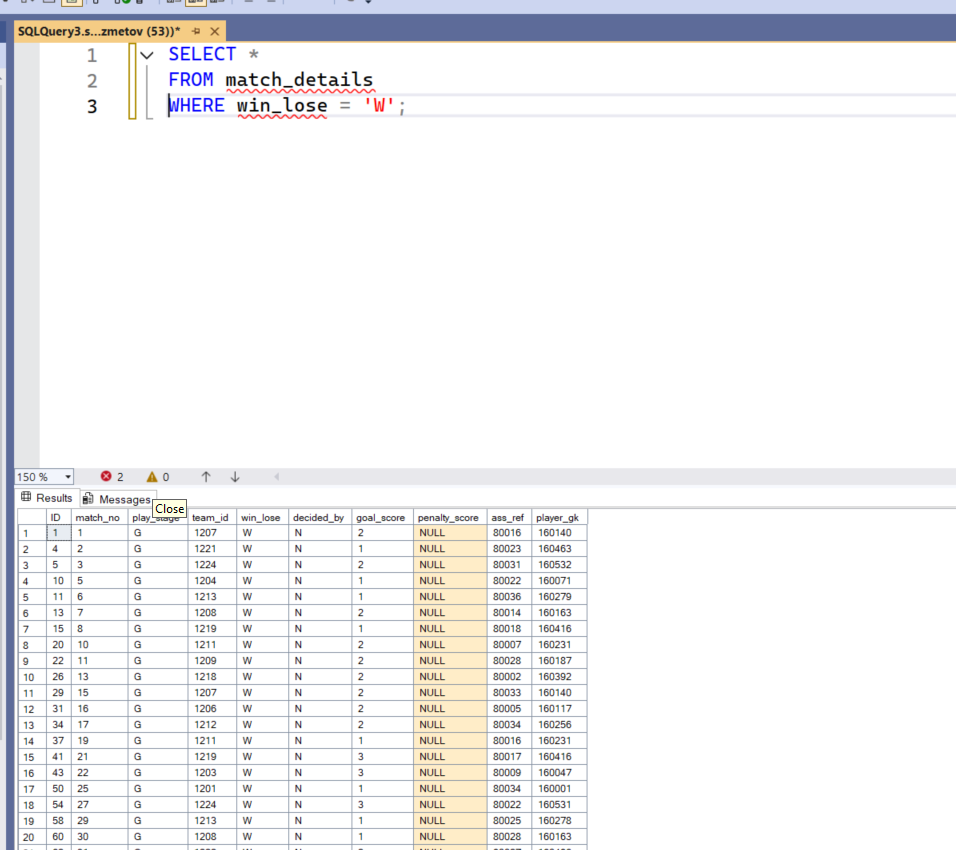 SQLQuery3.s...zmetov (53))*
1 SELECT *
2 FROM match_details
3 WHERE win_lose = 'W';
150 % 2 0
Results Messages
Close
ID match_no play_stage team_id win_lose decided_by goal_score penalty_score ass_ref player_gk
1 1 1 G 1207 W N 2 NULL 80016 160140
2 4 2 G 1221 W N 1 NULL 80023 160463
3 5 3 G 1224 W N 2 NULL 80031 160532
4 10 5 G 1204 W N 1 NULL 80022 160071
5 11 6 G 1213 W N 1 NULL 80036 160279
6 13 7 G 1208 W N 2 NULL 80014 160163
7 15 8 G 1219 W N 1 NULL 80018 160416
8 20 10 G 1211 W N 2 NULL 80007 160231
9 22 11 G 1209 W N 2 NULL 80028 160187
10 26 13 G 1218 W N 2 NULL 80002 160392
11 29 15 G 1207 W N 2 NULL 80033 160140
12 31 16 G 1206 W N 2 NULL 80005 160117
13 34 17 G 1212 W N 2 NULL 80034 160256
14 37 19 G 1211 W N 1 NULL 80016 160231
15 41 21 G 1219 W N 3 NULL 80017 160416
16 43 22 G 1203 W N 3 NULL 80009 160047
17 50 25 G 1201 W N 1 NULL 80034 160001
18 54 27 G 1224 W N 3 NULL 80022 160531
19 58 29 G 1213 W N 1 NULL 80025 160278
20 60 30 G 1208 W N 1 NULL 80028 160163